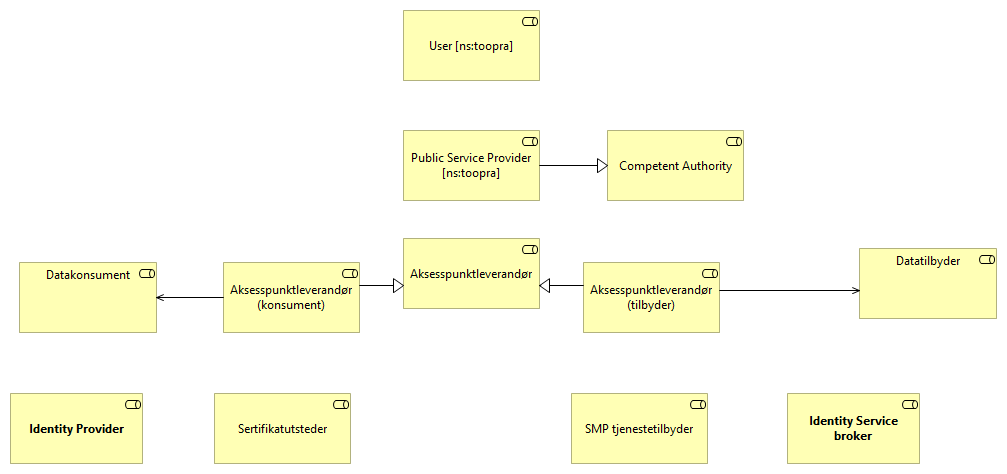 User [ns:toopra]
Public Service Provider
[ns:toopra]
Competent Authority
Datakonsument
Aksesspunktleverandør
(konsument)
Aksesspunktleverandør
Aksesspunktleverandør
(tilbyder)
Datatilbyder
Identity Provider
Sertifikatutsteder
SMP tjenestetilbyder
Identity Service
broker